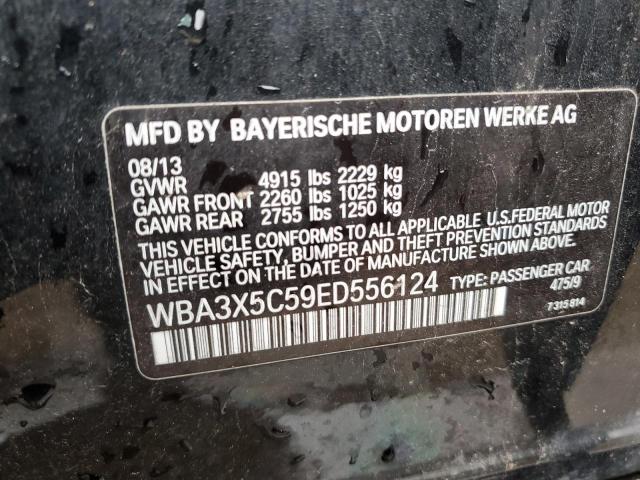 MFD BY BAYERISCHE MOTOREN WERKE AG
08/13
GVWR 4915 lbs 2229 kg
GAWR FRONT 2260 lbs 1025 kg
GAWR REAR 2755 lbs 1250 kg
THIS VEHICLE CONFORMS TO ALL APPLICABLE U.S.FEDERAL MOTOR
VEHICLE SAFETY, BUMPER AND THEFT PREVENTION STANDARDS
IN EFFECT ON THE DATE OF MANUFACTURE SHOWN ABOVE.
WBA3X5C59ED556124 TYPE: PASSENGER CAR
475/9
7315814